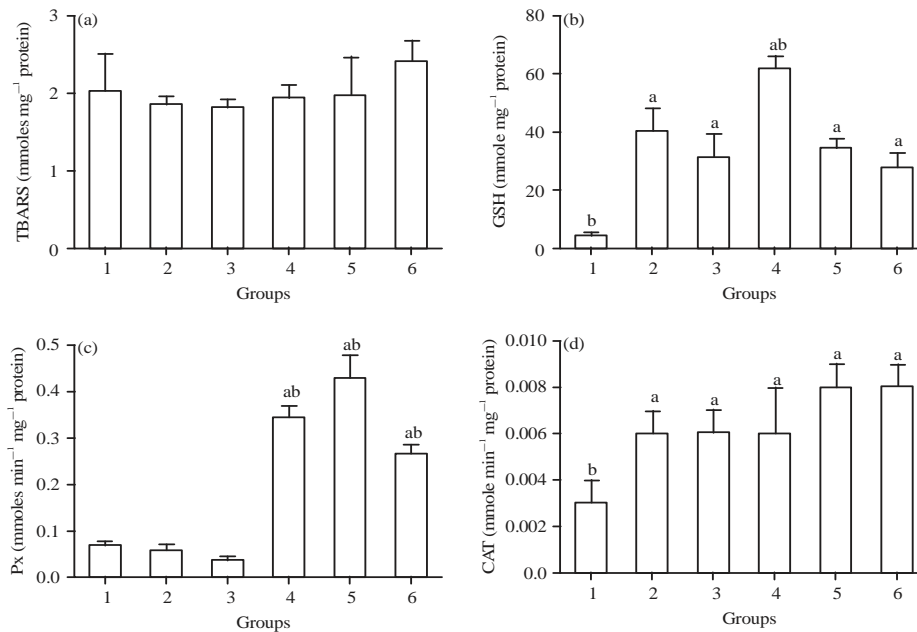 (a)
TBARS (mmoles mg⁻¹ protein)
3
2
1
0
1 2 3 4 5 6
Groups
(b)
GSH (mmole mg⁻¹ protein)
80
60
40
20
0
b a a ab a a
1 2 3 4 5 6
Groups
(c)
Px (mmoles min⁻¹ mg⁻¹ protein)
0.5
0.4
0.3
0.2
0.1
0.0
ab ab ab
1 2 3 4 5 6
Groups
(d)
CAT (mmole min⁻¹ mg⁻¹ protein)
0.010
0.008
0.006
0.004
0.002
0.0
b a a a a a
1 2 3 4 5 6
Groups